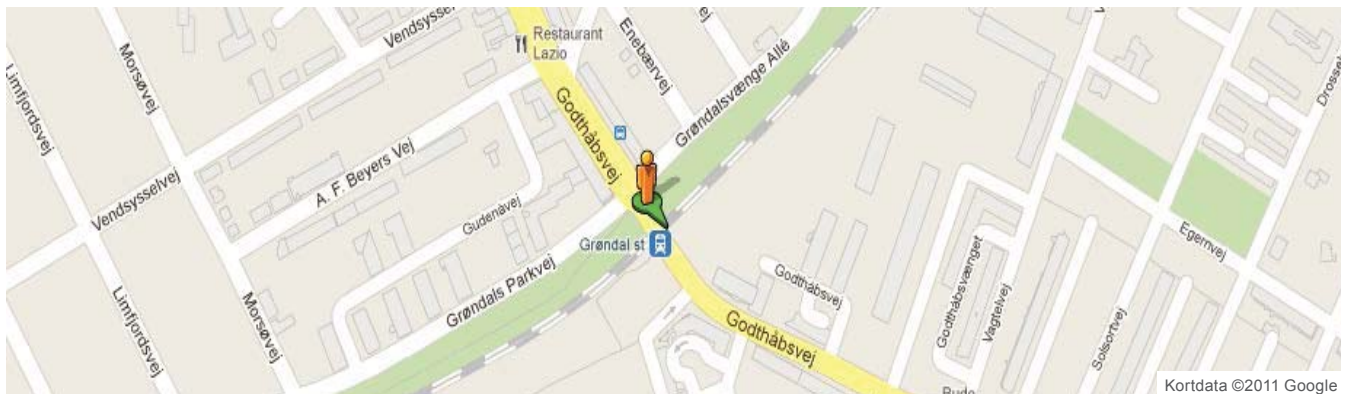 Restaurant
Lazio
Vendsyssel
Enebærvej
Limfjordsvej
Morsøvej
Godthåbsvej
Grøndalsvænge Allé
Drossel
A. F. Beyers Vej
Vendsysselvej
Gudenåvej
Grøndal st
Egernvej
Godthåbsvej
Godthåbsvænget
Vagtelvej
Grøndals Parkvej
Limfjordsvej
Morsøvej
Godthåbsvej
Solsortvej
Kortdata ©2011 Google